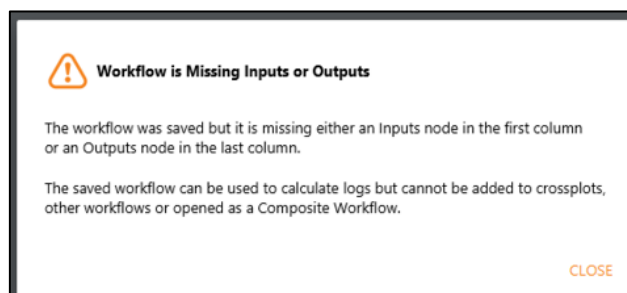 Workflow is Missing Inputs or Outputs
The workflow was saved but it is missing either an Inputs node in the first column
or an Outputs node in the last column.
The saved workflow can be used to calculate logs but cannot be added to crossplots,
other workflows or opened as a Composite Workflow.
CLOSE